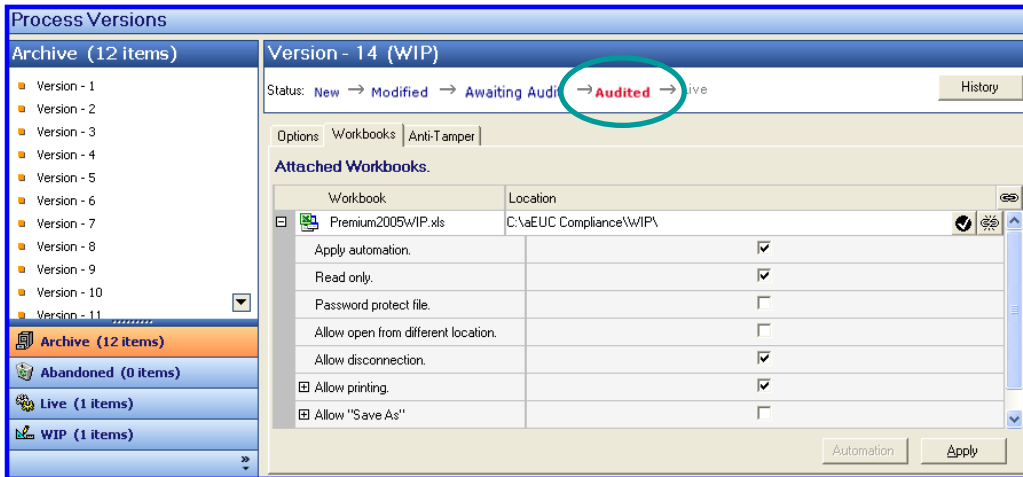 Process Versions
Archive (12 items)
Version - 1
Version - 2
Version - 3
Version - 4
Version - 5
Version - 6
Version - 7
Version - 8
Version - 9
Version - 10
Version - 11
Archive (12 items)
Abandoned (0 items)
Live (1 items)
WIP (1 items)
Version - 14 (WIP)
Status: New → Modified → Awaiting Audit → Audited → Live
History
Options Workbooks Anti-Tamper
Attached Workbooks.
Workbook Location
Premium2005WIP.xls C:\aEUC Compliance\WIP\
Apply automation.
Read only.
Password protect file.
Allow open from different location.
Allow disconnection.
Allow printing.
Allow "Save As"
Automation Apply